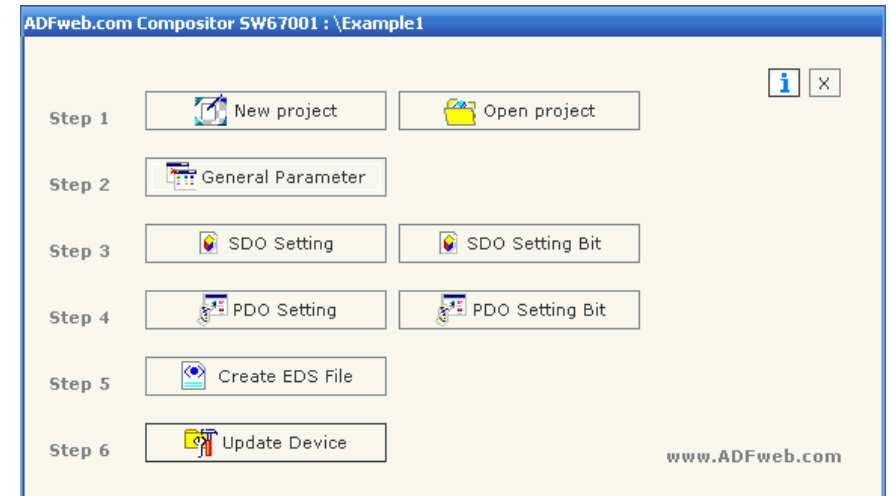 ADFweb.com Compositor SW67001 : \Example1
i X
Step 1 New project Open project
Step 2 General Parameter
Step 3 SDO Setting SDO Setting Bit
Step 4 PDO Setting PDO Setting Bit
Step 5 Create EDS File
Step 6 Update Device
www.ADFweb.com